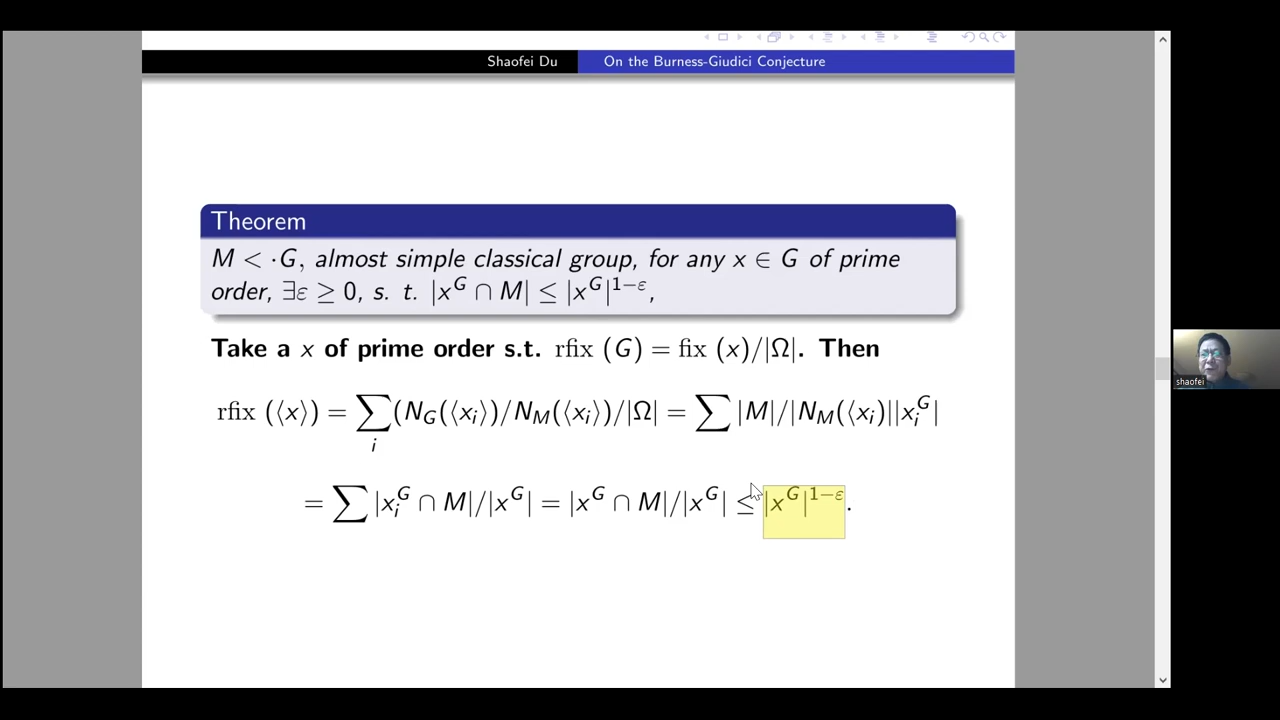 Shaofei Du On the Burness-Giudici Conjecture
Theorem
M < ·G, almost simple classical group, for any x ∈ G of prime
order, ∃ε ≥ 0, s. t. |x^G ∩ M| ≤ |x^G|^{1−ε},
Take a x of prime order s.t. rfix (G) = fix (x)/|Ω|. Then
rfix (⟨x⟩) = ∑_i (N_G(⟨x_i⟩)/N_M(⟨x_i⟩)/|Ω| = ∑ |M|/|N_M(⟨x_i)||x_i^G|
= ∑ |x_i^G ∩ M|/|x^G| = |x^G ∩ M|/|x^G| ≤ |x^G|^{1−ε}.
shaofei